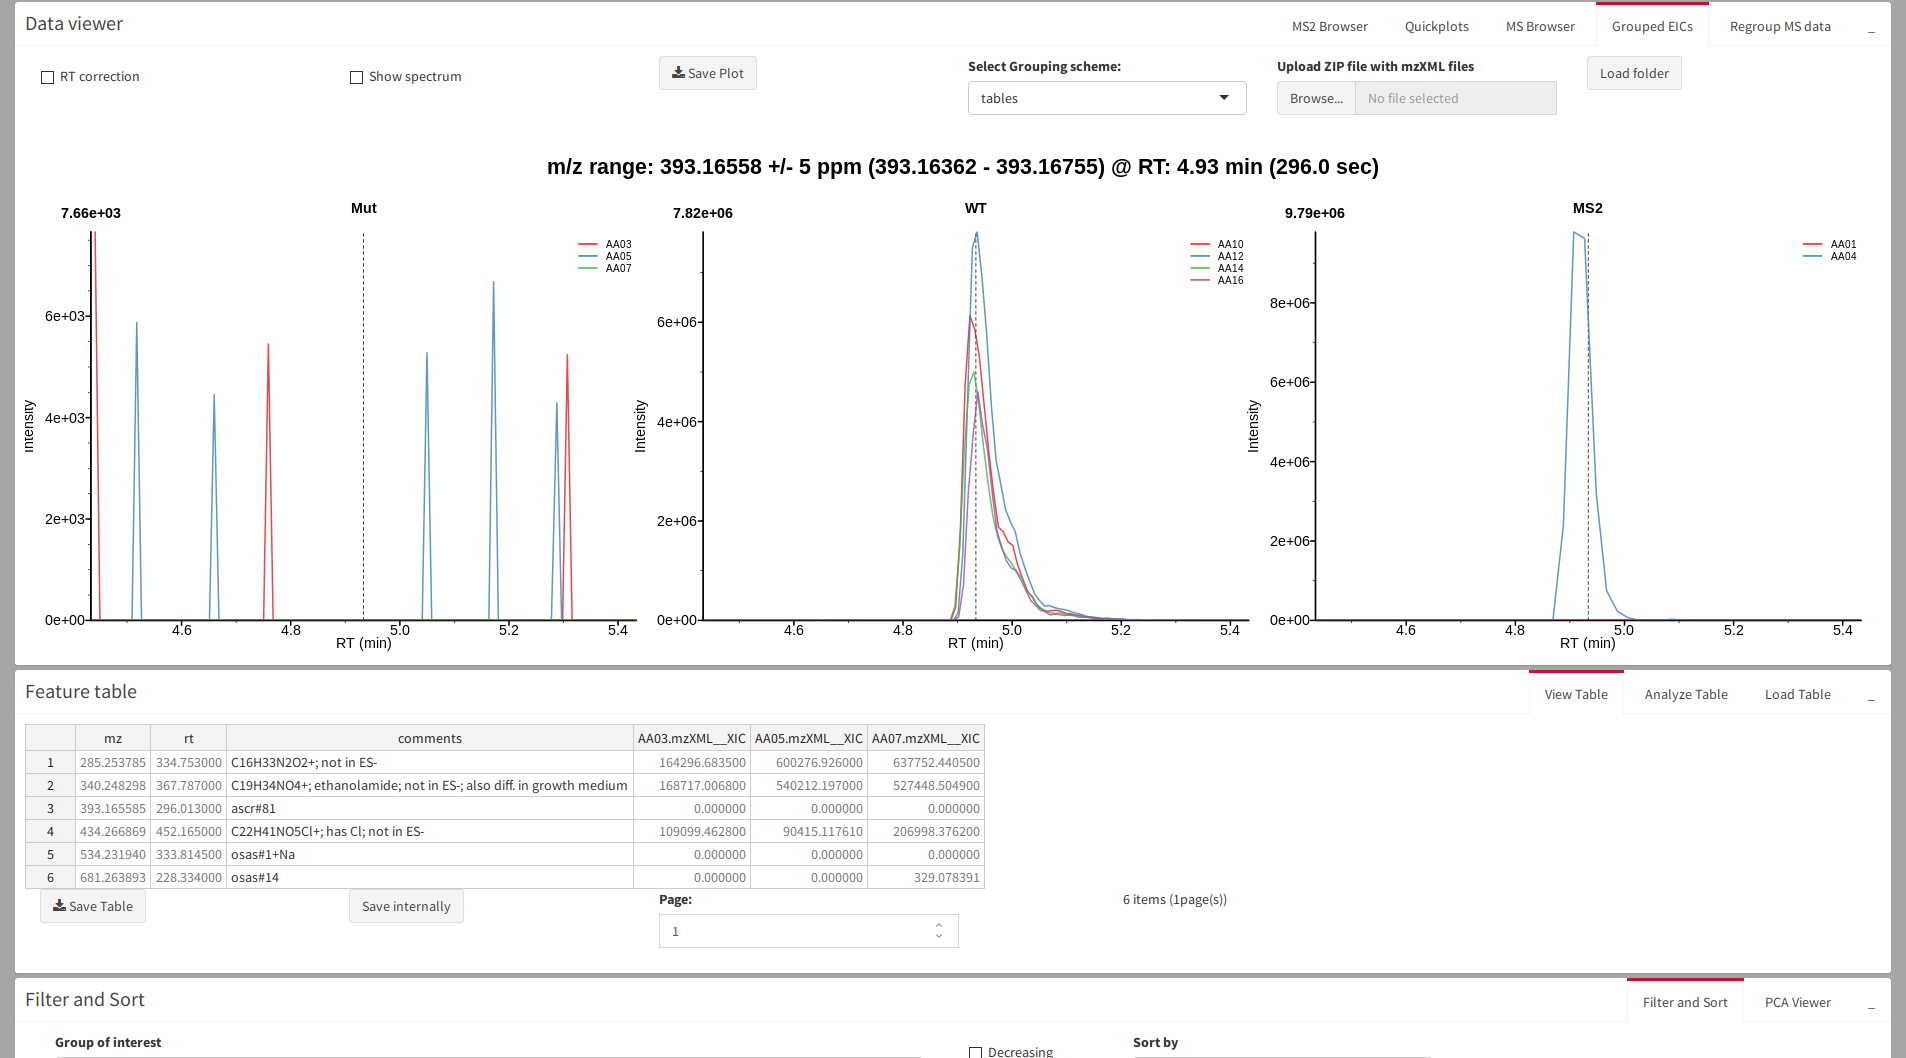 Data viewer
MS2 Browser Quickplots MS Browser Grouped EICs Regroup MS data _
RT correction Show spectrum Save Plot
Select Grouping scheme:
tables
Upload ZIP file with mzXML files
Browse... No file selected
Load folder
m/z range: 393.16558 +/- 5 ppm (393.16362 - 393.16755) @ RT: 4.93 min (296.0 sec)
7.66e+03 Mut
AA03
AA05
AA07
6e+03
4e+03
2e+03
0e+00
Intensity
4.6 4.8 5.0 5.2 5.4
RT (min)
7.82e+06 WT
AA10
AA12
AA14
AA16
6e+06
4e+06
2e+06
0e+00
Intensity
4.6 4.8 5.0 5.2 5.4
RT (min)
9.79e+06 MS2
AA01
AA04
8e+06
6e+06
4e+06
2e+06
0e+00
Intensity
4.6 4.8 5.0 5.2 5.4
RT (min)
Feature table
View Table Analyze Table Load Table _
mz rt comments AA03.mzXML__XIC AA05.mzXML__XIC AA07.mzXML__XIC
1 285.253785 334.753000 C16H33N2O2+; not in ES- 164296.683500 600276.926000 637752.440500
2 340.248298 367.787000 C19H34NO4+; ethanolamide; not in ES-; also diff. in growth medium 168717.006800 540212.197000 527448.504900
3 393.165585 296.013000 ascr#81 0.000000 0.000000 0.000000
4 434.266869 452.165000 C22H41NO5Cl+; has Cl; not in ES- 109099.462800 90415.117610 206998.376200
5 534.231940 333.814500 osas#1+Na 0.000000 0.000000 0.000000
6 681.263893 228.334000 osas#14 0.000000 0.000000 329.078391
Save Table Save internally
Page:
1
6 items (1page(s))
Filter and Sort
Filter and Sort PCA Viewer _
Group of interest
Decreasing
Sort by